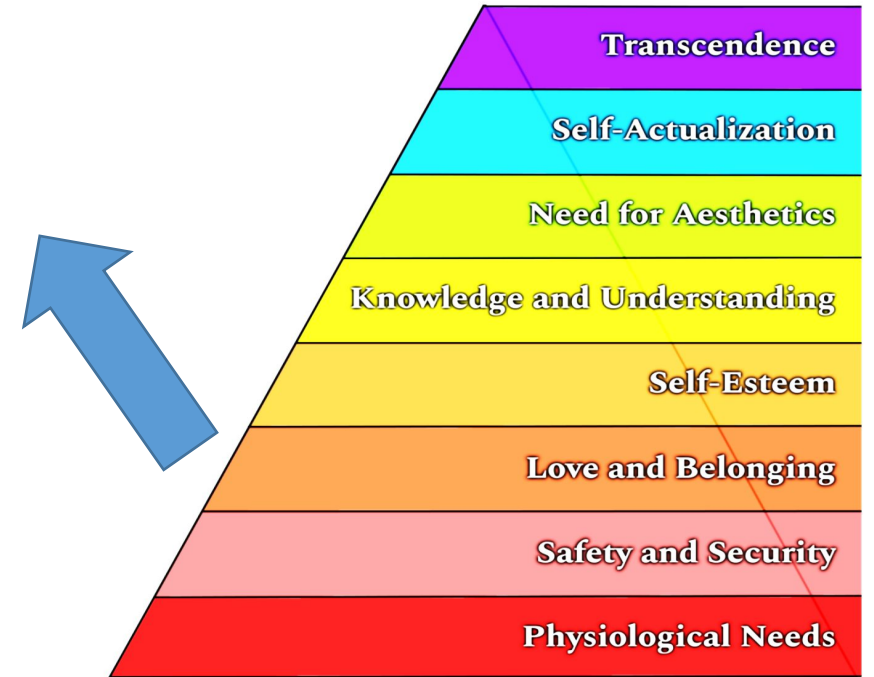 Transcendence
Self-Actualization
Need for Aesthetics
Knowledge and Understanding
Self-Esteem
Love and Belonging
Safety and Security
Physiological Needs